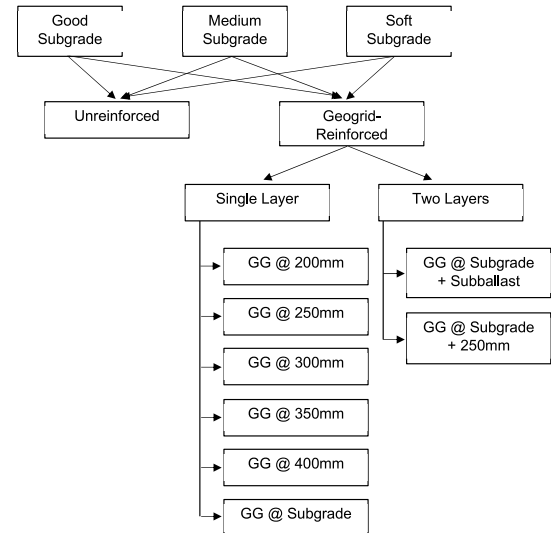 Good
Subgrade
Medium
Subgrade
Soft
Subgrade
Unreinforced
Geogrid-
Reinforced
Single Layer
Two Layers
GG @ 200mm
GG @ 250mm
GG @ 300mm
GG @ 350mm
GG @ 400mm
GG @ Subgrade
GG @ Subgrade
+ Subballast
GG @ Subgrade
+ 250mm